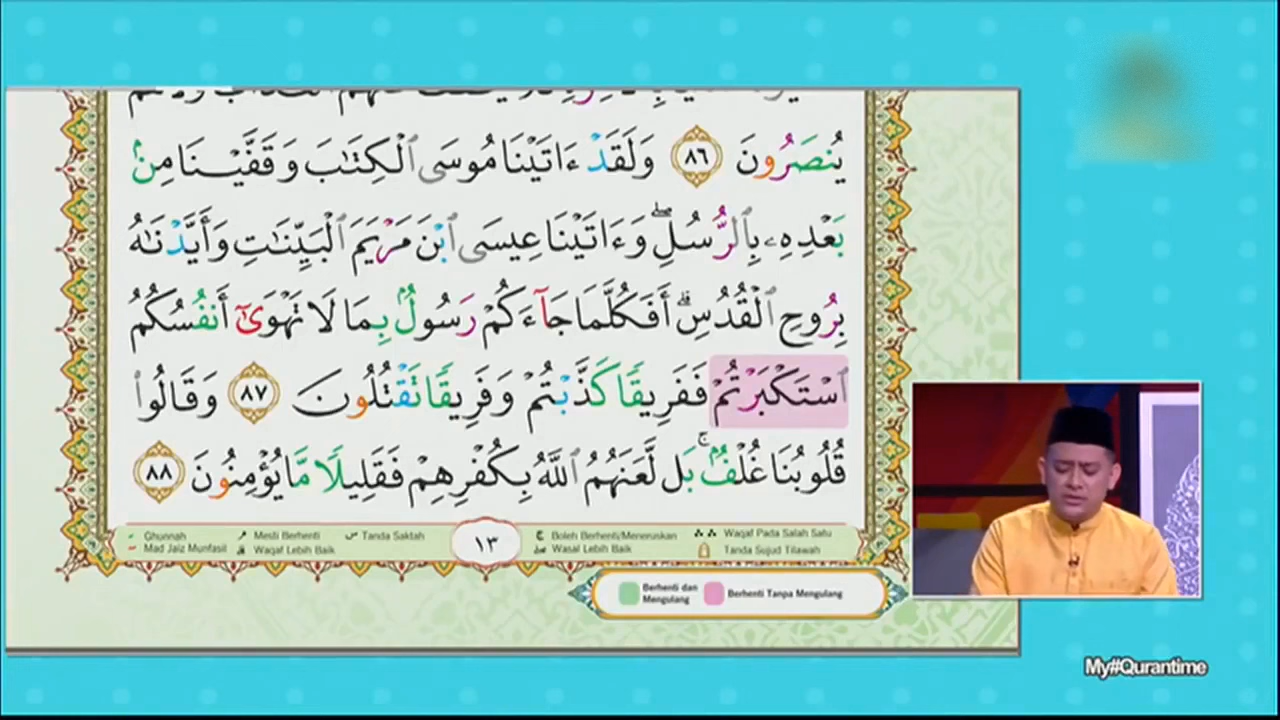 يُنصَرُونَ ٨٦ وَلَقَدْ ءَاتَيْنَا مُوسَى ٱلْكِتَٰبَ وَقَفَّيْنَا مِنۢ
بَعْدِهِۦ بِٱلرُّسُلِۖ وَءَاتَيْنَا عِيسَى ٱبْنَ مَرْيَمَ ٱلْبَيِّنَٰتِ وَأَيَّدْنَٰهُ
بِرُوحِ ٱلْقُدُسِۗ أَفَكُلَّمَا جَآءَكُمْ رَسُولٌۢ بِمَا لَا تَهْوَىٰٓ أَنفُسُكُمُ
ٱسْتَكْبَرْتُمْ فَفَرِيقًا كَذَّبْتُمْ وَفَرِيقًا تَقْتُلُونَ ٨٧ وَقَالُوا۟
قُلُوبُنَا غُلْفٌۢۚ بَل لَّعَنَهُمُ ٱللَّهُ بِكُفْرِهِمْ فَقَلِيلًا مَّا يُؤْمِنُونَ ٨٨
Ghunnah Mesti Berhenti Tanda Saktah Boleh Berhenti/Meneruskan Waqaf Pada Salah Satu
Mad Jaiz Munfasil Waqaf Lebih Baik ١٣ Wasal Lebih Baik Tanda Sujud Tilawah
Berhenti dan Mengulang Berhenti Tanpa Mengulang
My#Qurantime